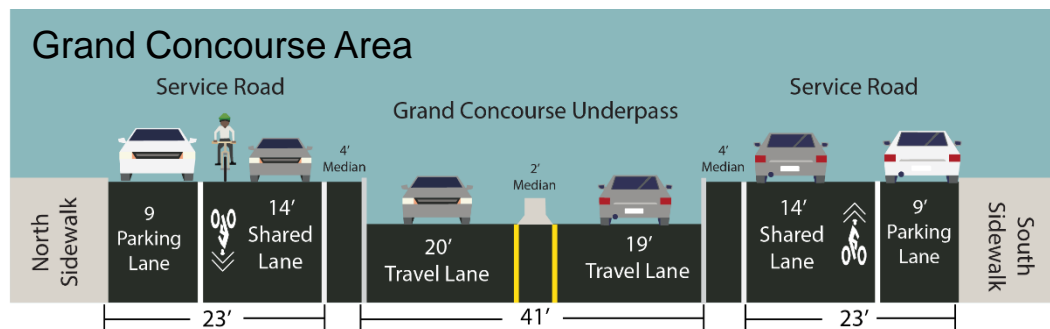 Grand Concourse Area
Service Road
Service Road
Grand Concourse Underpass
4'
Median
2'
Median
4'
Median
North
Sidewalk
9
Parking
Lane
14'
Shared
Lane
20'
Travel Lane
19'
Travel Lane
14'
Shared
Lane
9'
Parking
Lane
South
Sidewalk
23'
41'
23'